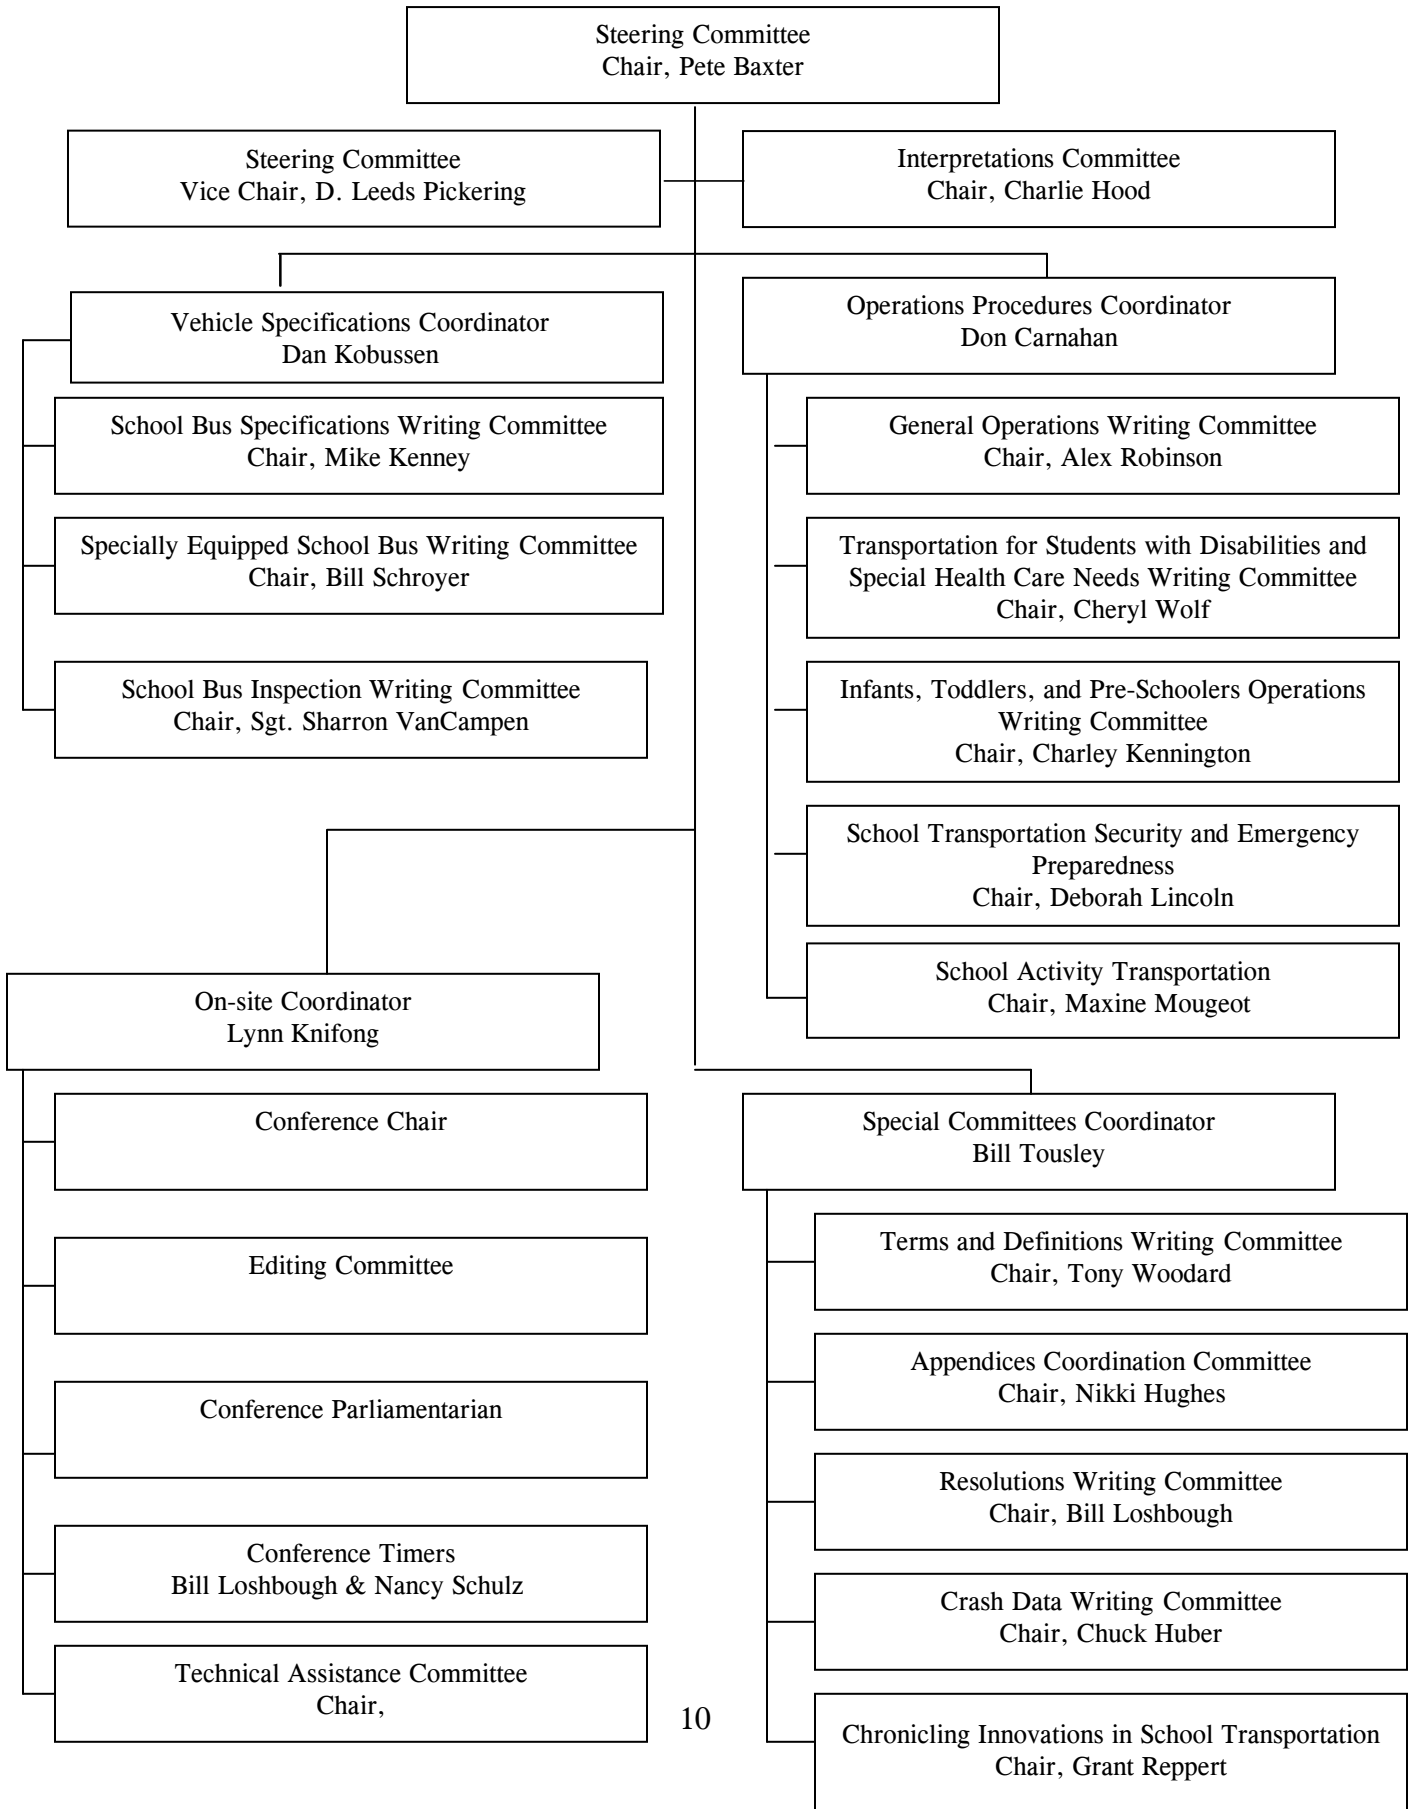 Steering Committee
Chair, Pete Baxter
Steering Committee
Vice Chair, D. Leeds Pickering
Interpretations Committee
Chair, Charlie Hood
Vehicle Specifications Coordinator
Dan Kobussen
School Bus Specifications Writing Committee
Chair, Mike Kenney
Specially Equipped School Bus Writing Committee
Chair, Bill Schroyer
School Bus Inspection Writing Committee
Chair, Sgt. Sharron VanCampen
Operations Procedures Coordinator
Don Carnahan
General Operations Writing Committee
Chair, Alex Robinson
Transportation for Students with Disabilities and
Special Health Care Needs Writing Committee
Chair, Cheryl Wolf
Infants, Toddlers, and Pre-Schoolers Operations
Writing Committee
Chair, Charley Kennington
School Transportation Security and Emergency
Preparedness
Chair, Deborah Lincoln
School Activity Transportation
Chair, Maxine Mougeot
On-site Coordinator
Lynn Knifong
Conference Chair
Editing Committee
Conference Parliamentarian
Conference Timers
Bill Loshbough & Nancy Schulz
Technical Assistance Committee
Chair,
Special Committees Coordinator
Bill Tousley
Terms and Definitions Writing Committee
Chair, Tony Woodard
Appendices Coordination Committee
Chair, Nikki Hughes
Resolutions Writing Committee
Chair, Bill Loshbough
Crash Data Writing Committee
Chair, Chuck Huber
Chronicling Innovations in School Transportation
Chair, Grant Reppert
10